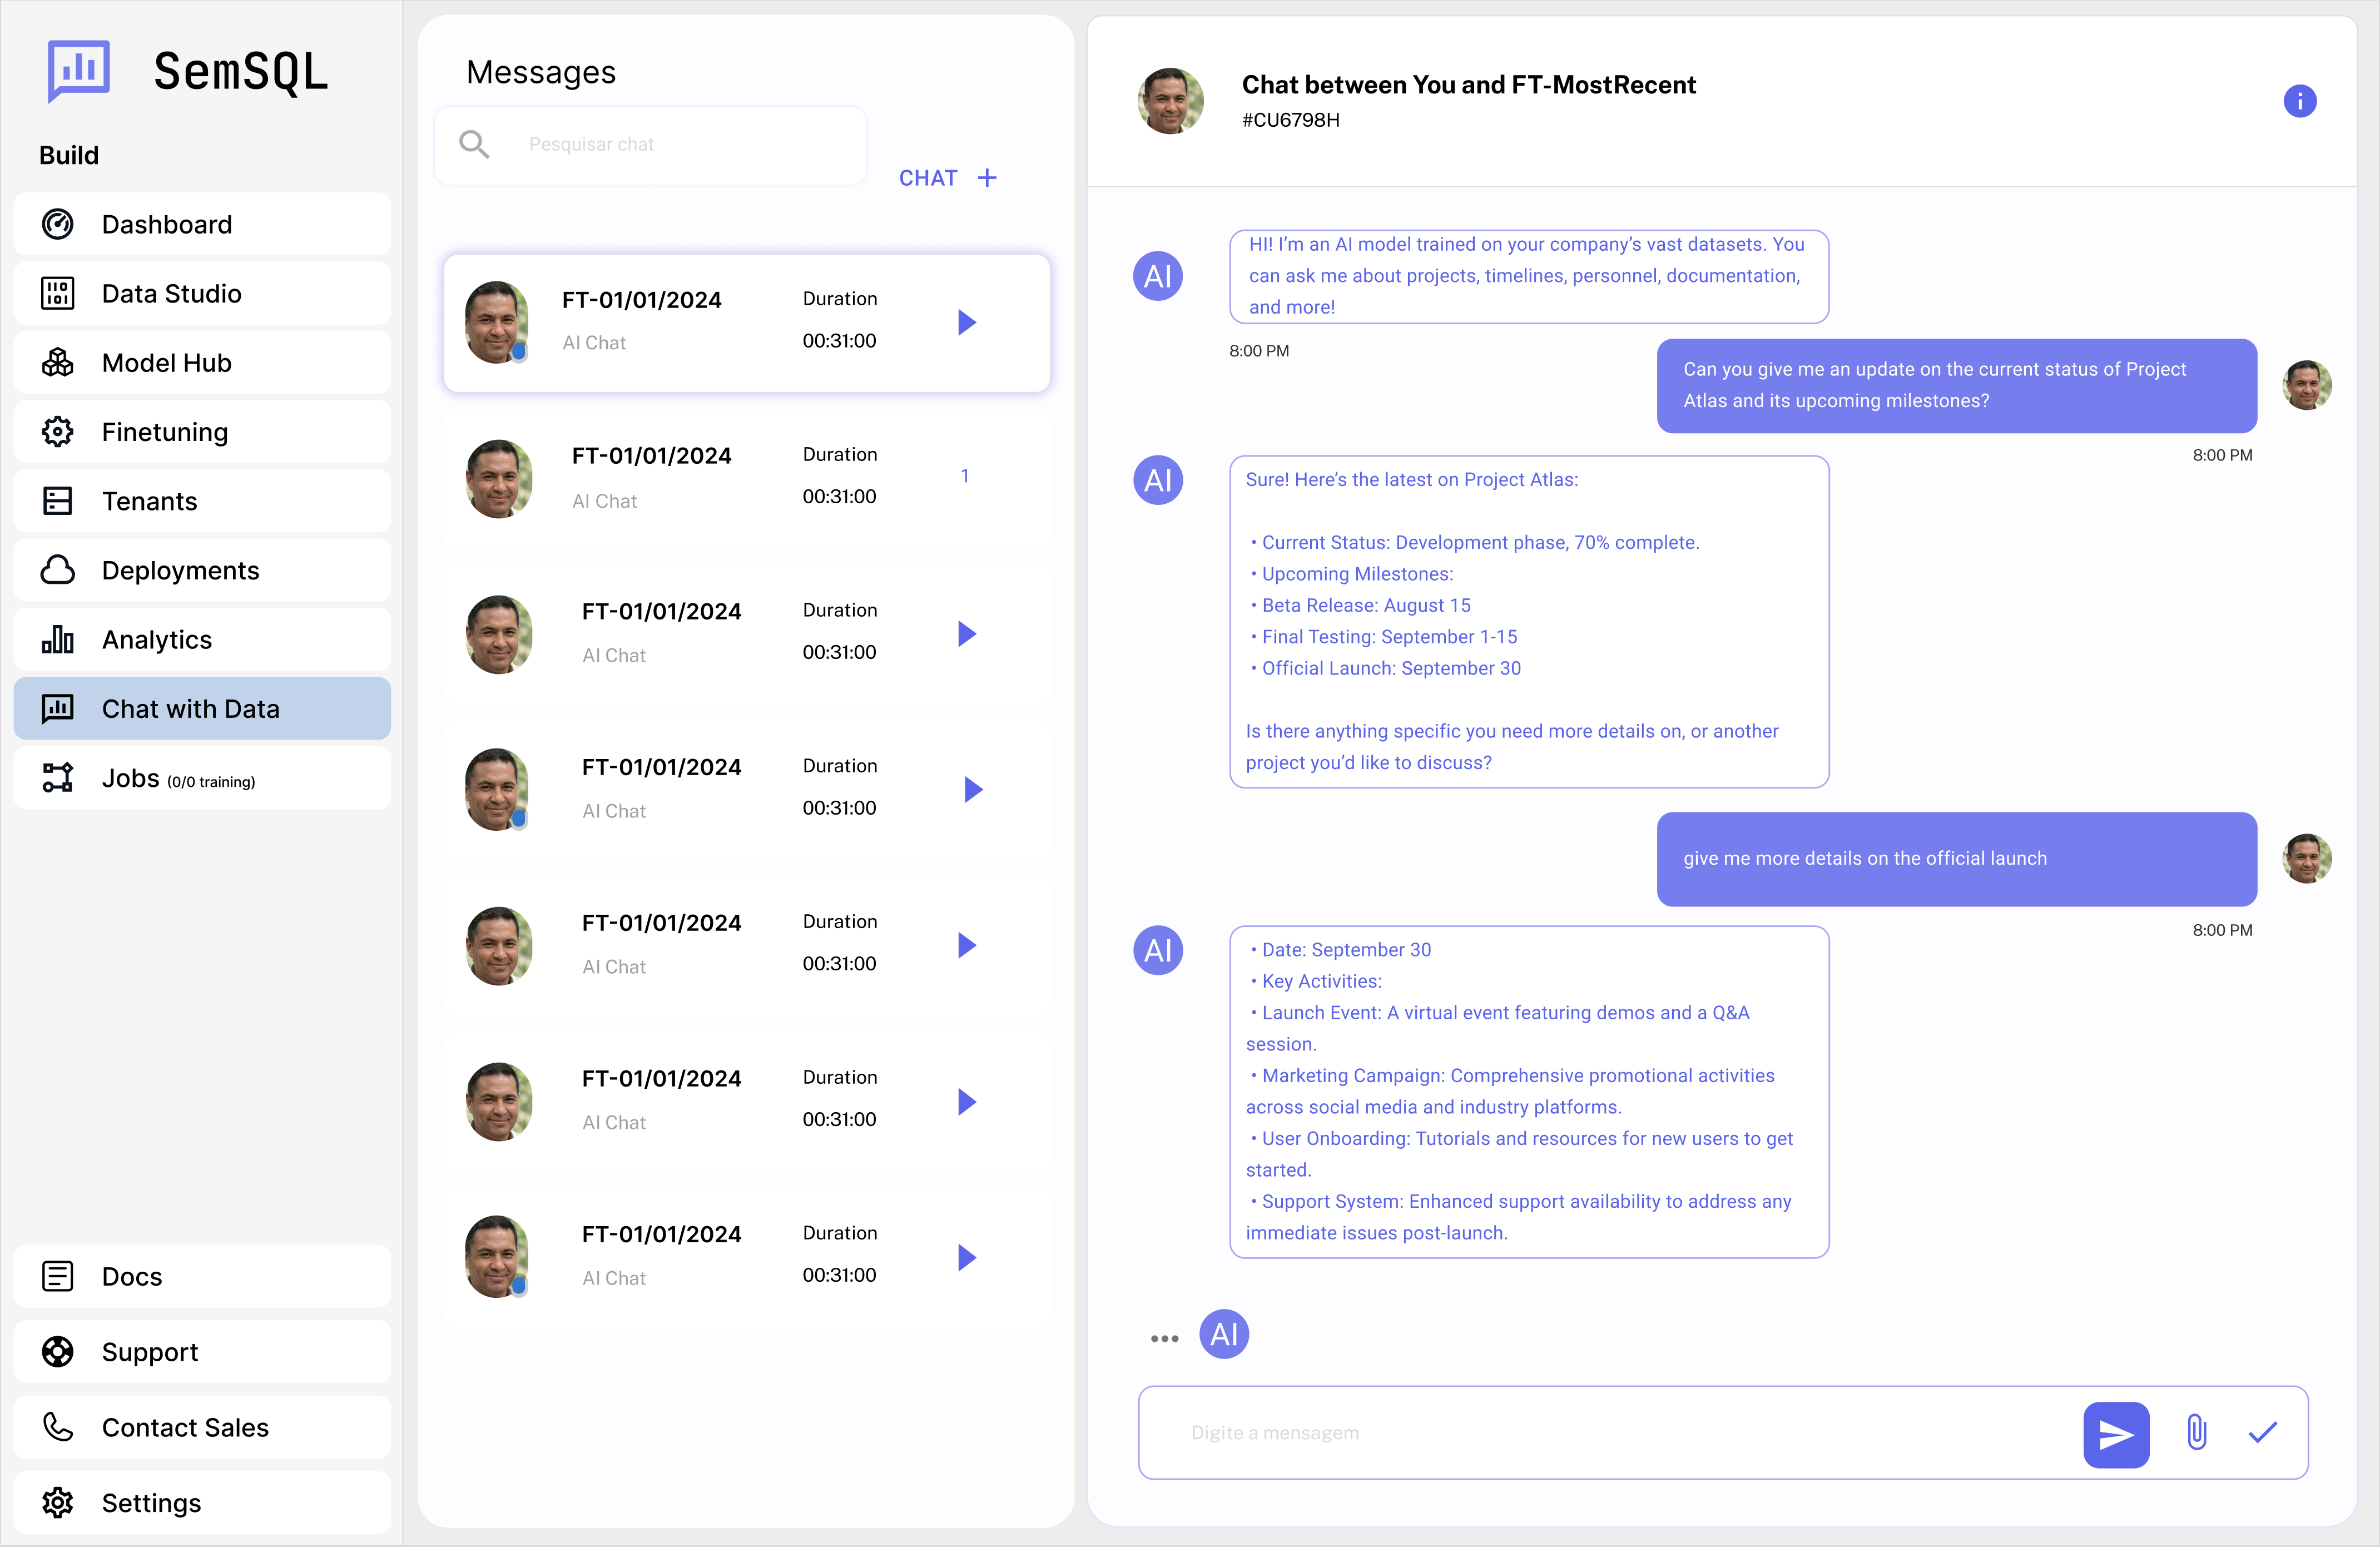 SemSQL
Build
Dashboard
Data Studio
Model Hub
Finetuning
Tenants
Deployments
Analytics
Chat with Data
Jobs (0/0 training)
Docs
Support
Contact Sales
Settings
Messages
Pesquisar chat
CHAT +
FT-01/01/2024
AI Chat
Duration
00:31:00
FT-01/01/2024
AI Chat
Duration
00:31:00
1
FT-01/01/2024
AI Chat
Duration
00:31:00
FT-01/01/2024
AI Chat
Duration
00:31:00
FT-01/01/2024
AI Chat
Duration
00:31:00
FT-01/01/2024
AI Chat
Duration
00:31:00
FT-01/01/2024
AI Chat
Duration
00:31:00
Chat between You and FT-MostRecent
#CU6798H
i
AI
HI! I’m an AI model trained on your company’s vast datasets. You
can ask me about projects, timelines, personnel, documentation,
and more!
8:00 PM
Can you give me an update on the current status of Project
Atlas and its upcoming milestones?
8:00 PM
AI
Sure! Here’s the latest on Project Atlas:
• Current Status: Development phase, 70% complete.
• Upcoming Milestones:
• Beta Release: August 15
• Final Testing: September 1-15
• Official Launch: September 30
Is there anything specific you need more details on, or another
project you’d like to discuss?
give me more details on the official launch
8:00 PM
AI
• Date: September 30
• Key Activities:
• Launch Event: A virtual event featuring demos and a Q&A
session.
• Marketing Campaign: Comprehensive promotional activities
across social media and industry platforms.
• User Onboarding: Tutorials and resources for new users to get
started.
• Support System: Enhanced support availability to address any
immediate issues post-launch.
AI
Digite a mensagem